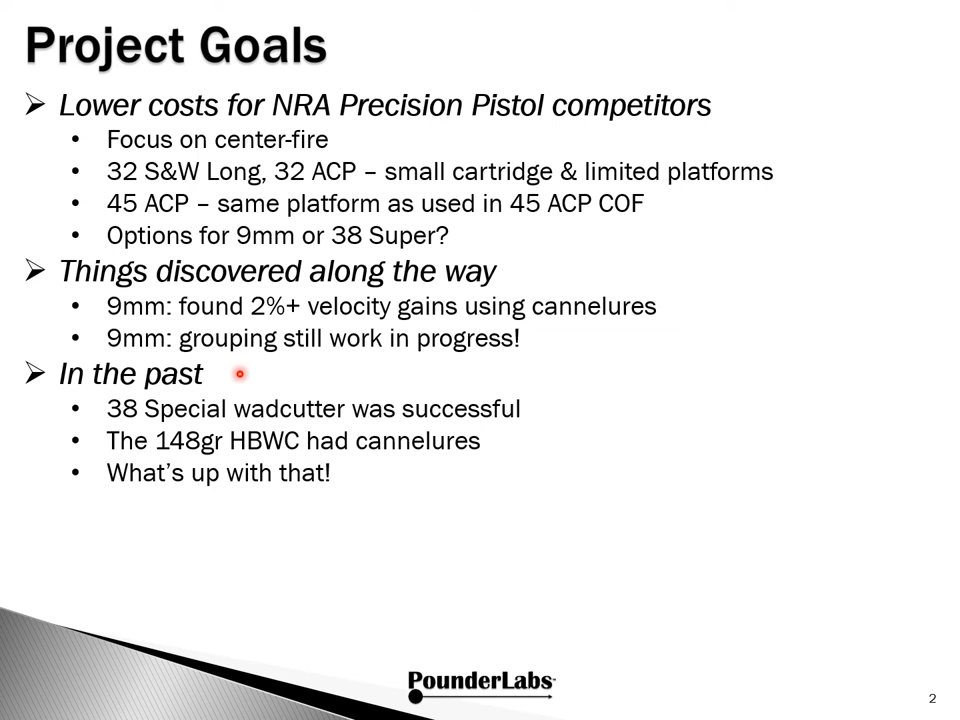 Project Goals
Lower costs for NRA Precision Pistol competitors
• Focus on center-fire
• 32 S&W Long, 32 ACP – small cartridge & limited platforms
• 45 ACP – same platform as used in 45 ACP COF
• Options for 9mm or 38 Super?
Things discovered along the way
• 9mm: found 2%+ velocity gains using cannelures
• 9mm: grouping still work in progress!
In the past
• 38 Special wadcutter was successful
• The 148gr HBWC had cannelures
• What's up with that!
PounderLabs
2